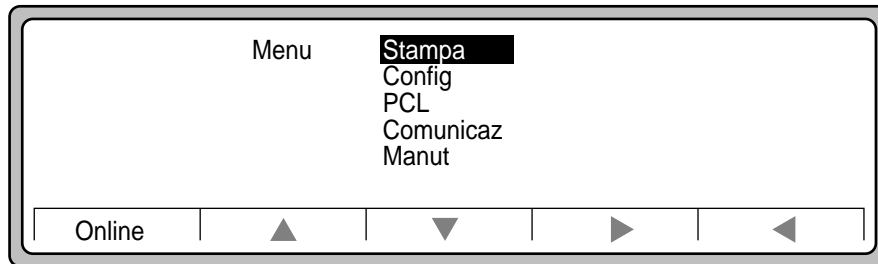 Menu Stampa
Config
PCL
Comunicaz
Manut
Online